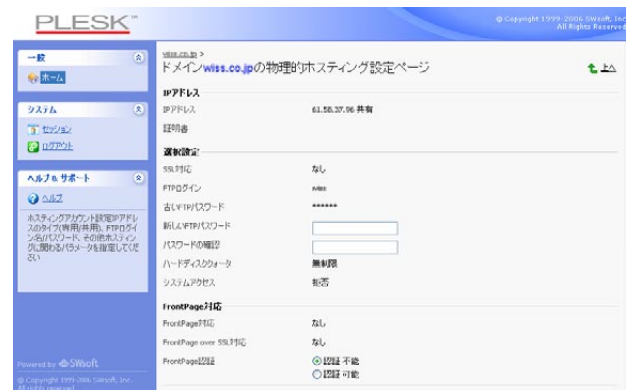 PLESK™
© Copyright 1999-2006 SWsoft, Inc
All Rights Reserved
一般
ホーム
システム
セッション
ログアウト
ヘルプ & サポート
ヘルプ
ホスティングアカウント設定IPアドレ
スのタイプ(専用/共用)、FTPログイ
ン名/パスワード、その他ホスティン
グに関わるパラメータを指定してくだ
さい
Powered by SWsoft
© Copyright 1999-2006 SWsoft, Inc.
All rights reserved
wiss.co.jp >
ドメインwiss.co.jpの物理的ホスティング設定ページ
上へ
IPアドレス
IPアドレス 61.58.37.96 共有
証明書
選択設定
SSL対応 なし
FTPログイン wiss
古いFTPパスワード ******
新しいFTPパスワード
パスワードの確認
ハードディスククォータ 無制限
システムアクセス 拒否
FrontPage対応
FrontPage対応 なし
FrontPage over SSL対応 なし
FrontPage認証 認証 不能
認証 可能